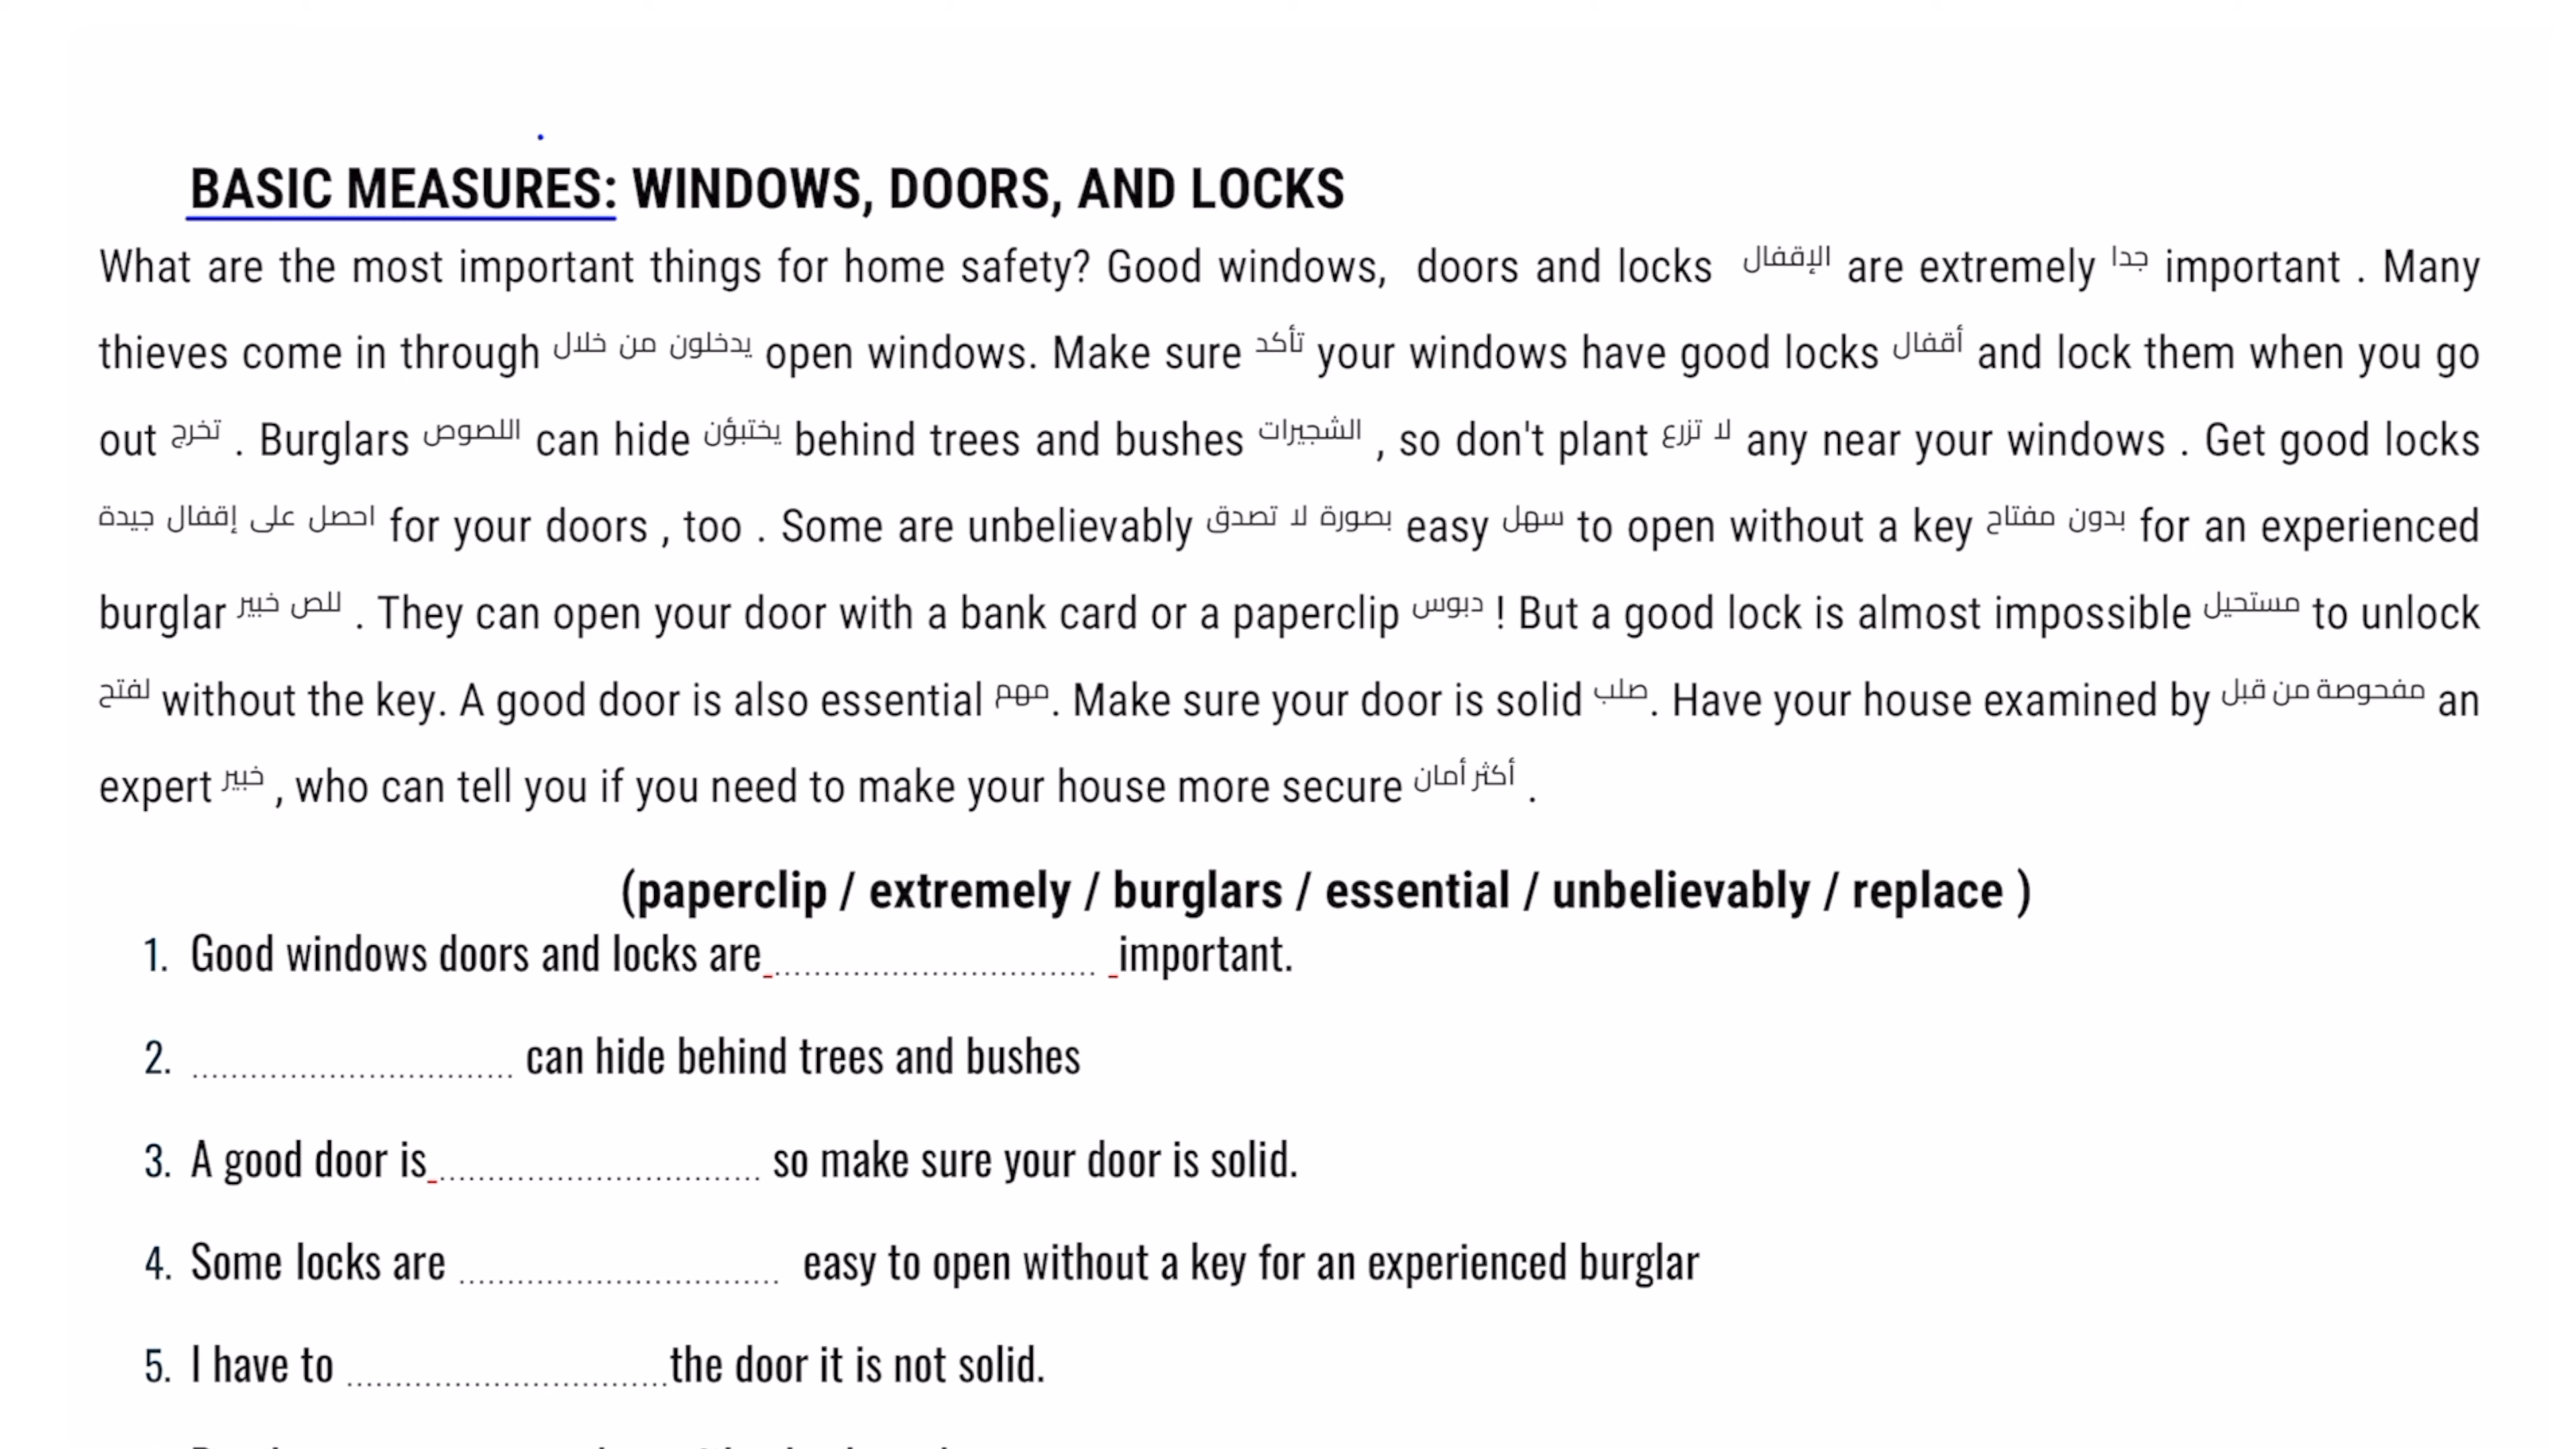 BASIC MEASURES: WINDOWS, DOORS, AND LOCKS
What are the most important things for home safety? Good windows, doors and locks الإقفال are extremely جدا important . Many
thieves come in through يدخلون من خلال open windows. Make sure تأكد your windows have good locks أقفال and lock them when you go
out تخرج . Burglars اللصوص can hide يختبؤن behind trees and bushes الشجيرات , so don't plant لا تزرع any near your windows . Get good locks
احصل على إقفال جيدة for your doors , too . Some are unbelievably بصورة لا تصدق easy سهل to open without a key بدون مفتاح for an experienced
burglar للص خبير . They can open your door with a bank card or a paperclip دبوس ! But a good lock is almost impossible مستحيل to unlock
لفتح without the key. A good door is also essential مهم. Make sure your door is solid صلب. Have your house examined by مفحوصة من قبل an
expert خبير , who can tell you if you need to make your house more secure أكثر أمان .
(paperclip / extremely / burglars / essential / unbelievably / replace )
1. Good windows doors and locks are ................................ important.
2. ................................ can hide behind trees and bushes
3. A good door is ................................ so make sure your door is solid.
4. Some locks are ................................ easy to open without a key for an experienced burglar
5. I have to ................................the door it is not solid.